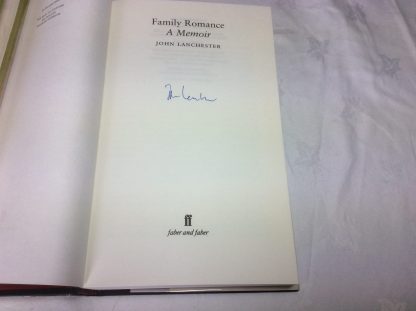 Family Romance
A Memoir
JOHN LANCHESTER
ff
faber and faber